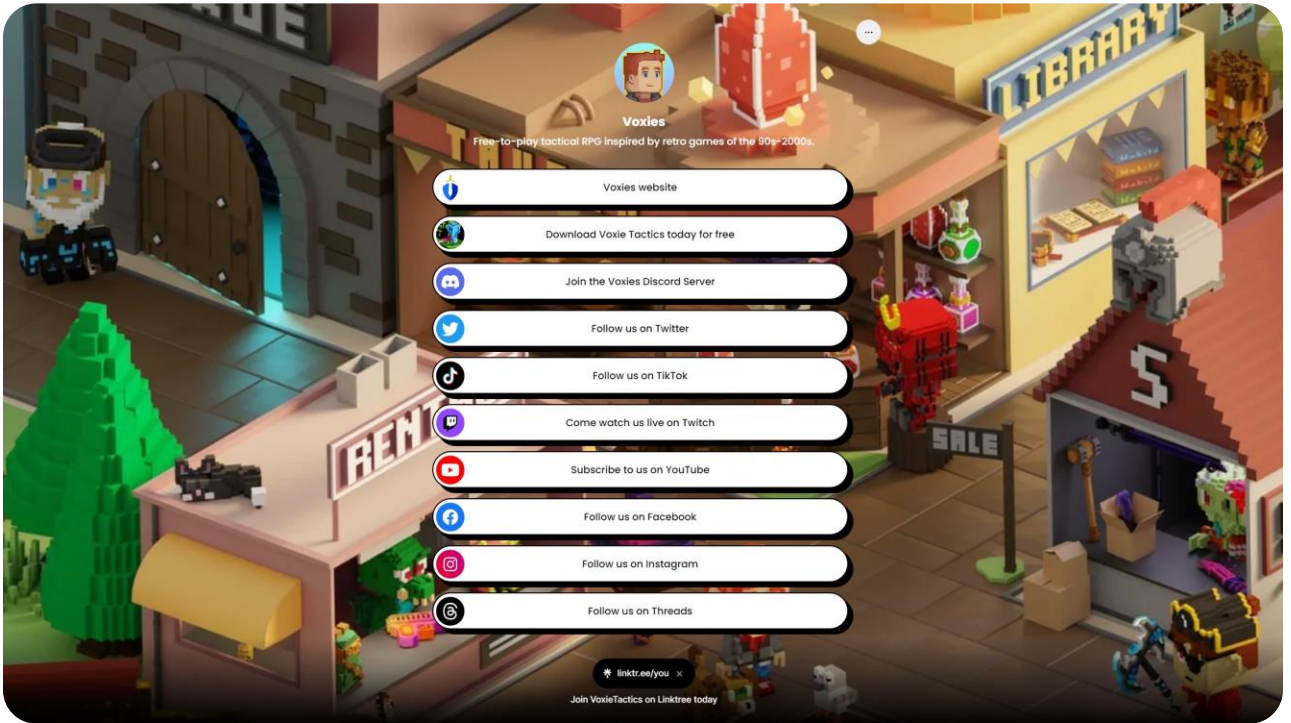 LIBRARY
Voxies
Free-to-play tactical RPG inspired by retro games of the 90s-2000s.
Voxies website
Download Voxie Tactics today for free
Join the Voxies Discord Server
Follow us on Twitter
Follow us on TikTok
S
Come watch us live on Twitch
RENT
SALE
Subscribe to us on YouTube
Follow us on Facebook
Follow us on Instagram
Follow us on Threads
linktr.ee/you ×
Join VoxieTactics on Linktree today